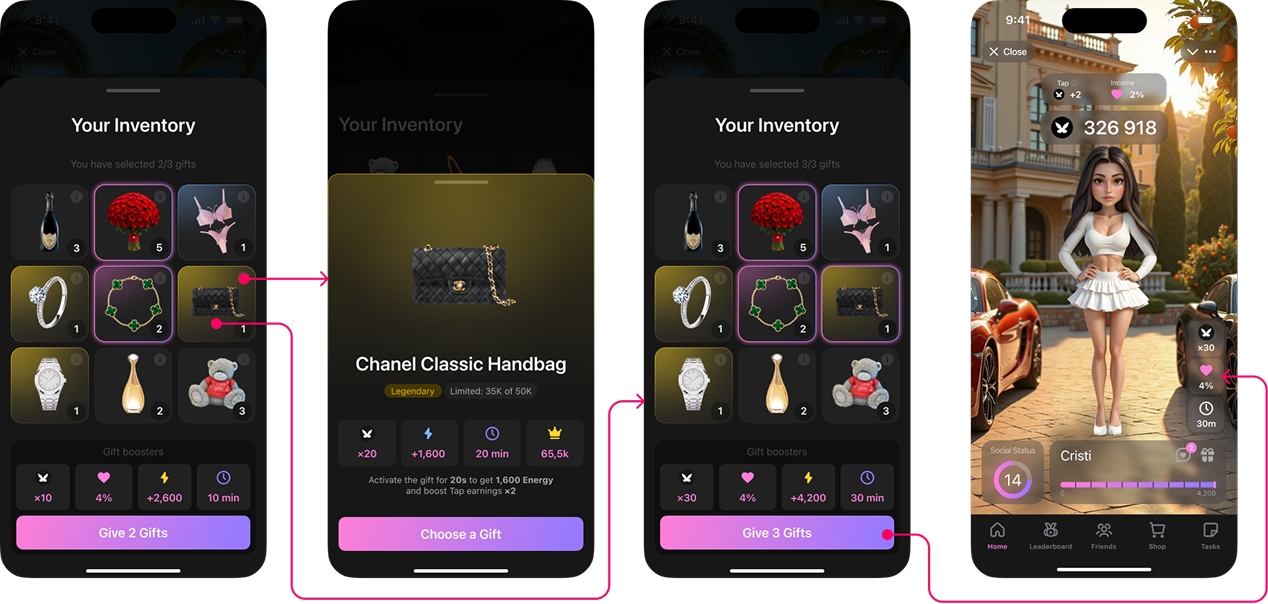 9:41
Close
Your Inventory
You have selected 2/3 gifts
3
5
1
1
2
1
1
2
3
Gift boosters
×10
4%
+2,600
10 min
Give 2 Gifts
Your Inventory
Chanel Classic Handbag
Legendary
Limited: 35K of 50K
×20
+1,600
20 min
65,5k
Activate the gift for 20s to get 1,600 Energy
and boost Tap earnings ×2
Choose a Gift
9:41
Close
Your Inventory
You have selected 3/3 gifts
3
5
1
1
2
1
1
2
3
Gift boosters
×30
4%
+4,200
30 min
Give 3 Gifts
9:41
Close
Tap
+2
Income
2%
326 918
×30
4%
30m
Social Status
14
Cristi
2
0
4,200
Home
Leaderboard
Friends
Shop
Tasks